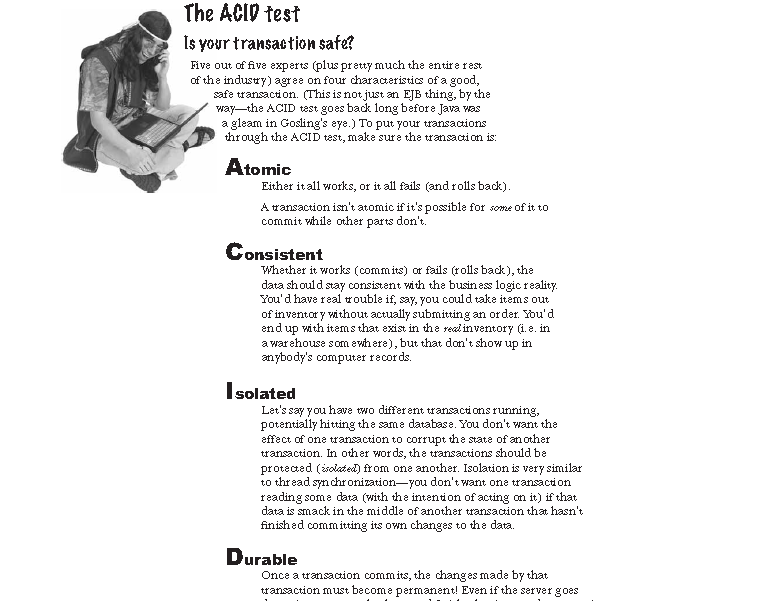 The ACID test
Is your transaction safe?
Five out of five experts (plus pretty much the entire rest
of the industry) agree on four characteristics of a good,
safe transaction. (This is not just an EJB thing, by the
way—the ACID test goes back long before Java was
a gleam in Gosling's eye.) To put your transactions
through the ACID test, make sure the transaction is:
Atomic
Either it all works, or it all fails (and rolls back).
A transaction isn't atomic if it's possible for some of it to
commit while other parts don't.
Consistent
Whether it works (commits) or fails (rolls back), the
data should stay consistent with the business logic reality.
You'd have real trouble if, say, you could take items out
of inventory without actually submitting an order. You'd
end up with items that exist in the real inventory (i.e. in
a warehouse somewhere), but that don't show up in
anybody's computer records.
Isolated
Let's say you have two different transactions running,
potentially hitting the same database. You don't want the
effect of one transaction to corrupt the state of another
transaction. In other words, the transactions should be
protected (isolated) from one another. Isolation is very similar
to thread synchronization—you don't want one transaction
reading some data (with the intention of acting on it) if that
data is smack in the middle of another transaction that hasn't
finished committing its own changes to the data.
Durable
Once a transaction commits, the changes made by that
transaction must become permanent! Even if the server goes